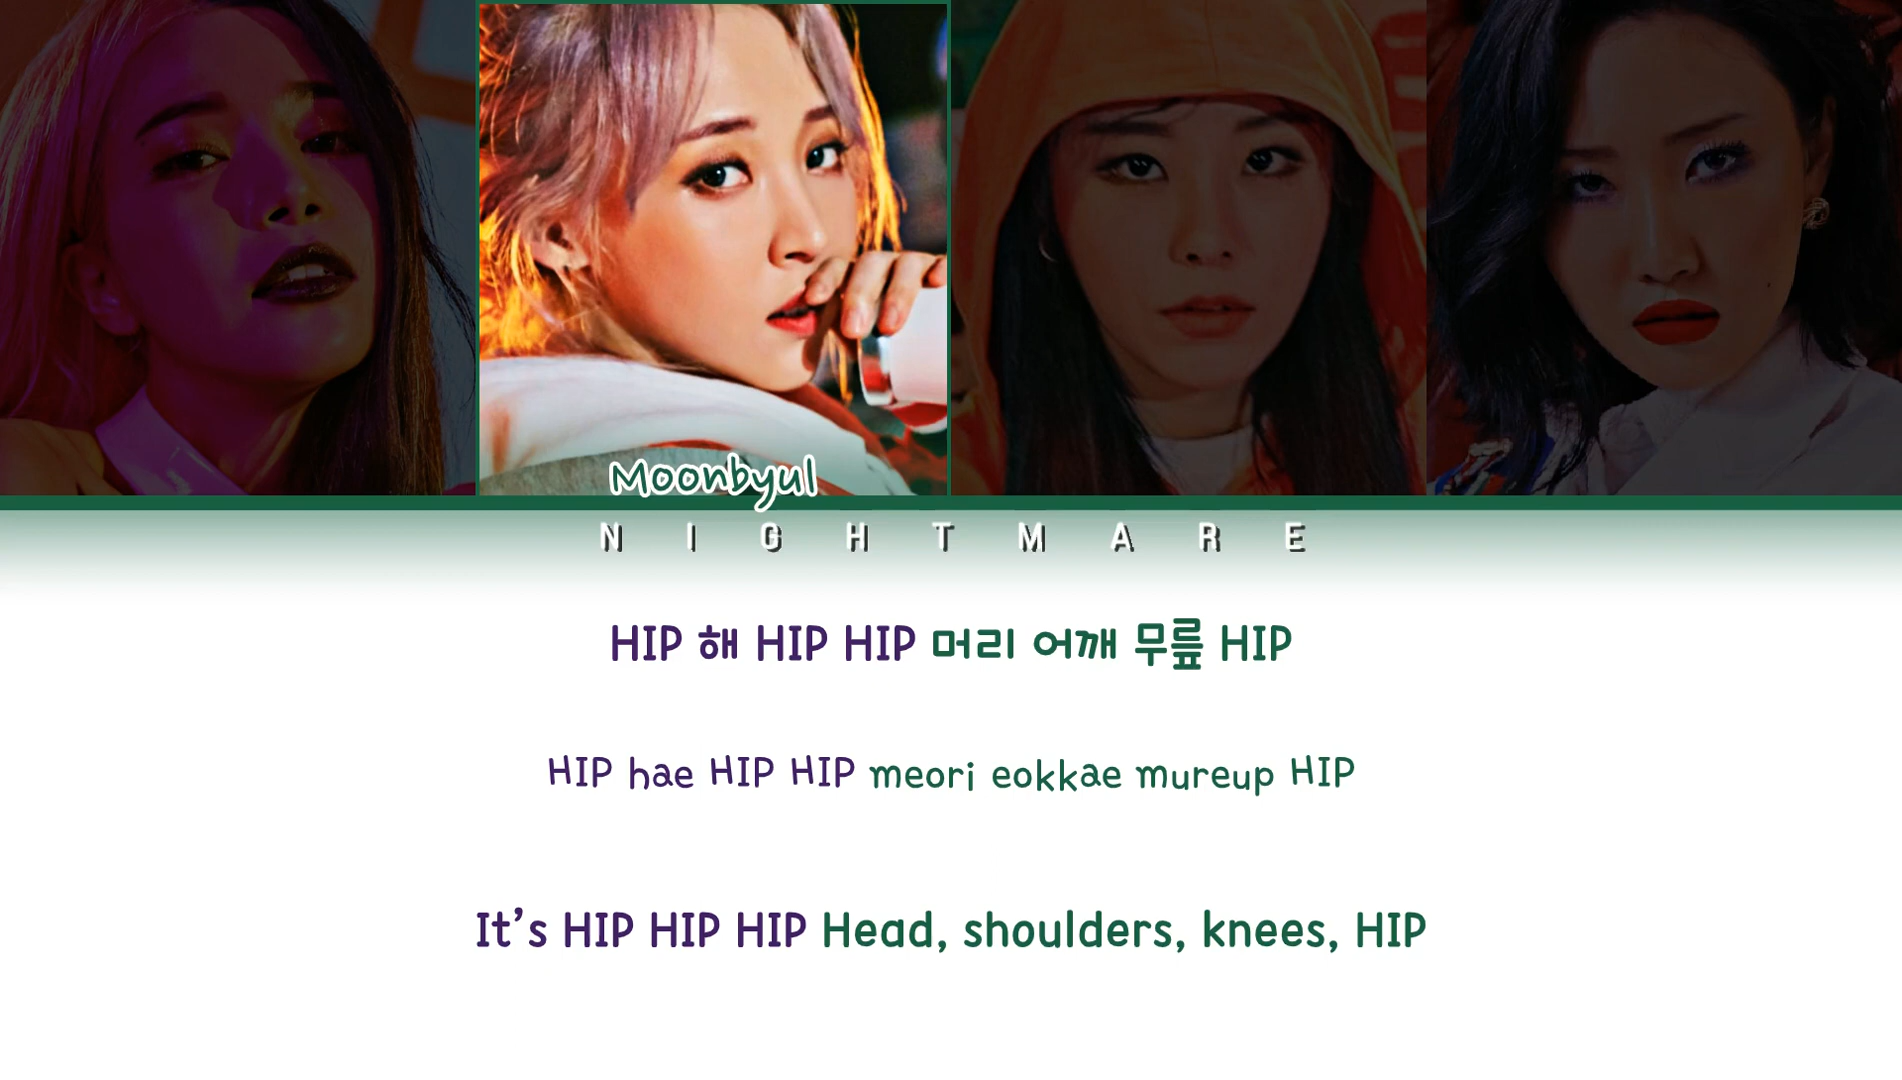 Moonbyul
NIGHTMARE
HIP 해 HIP HIP 머리 어깨 무릎 HIP
HIP hae HIP HIP meori eokkae mureup HIP
It's HIP HIP HIP Head, shoulders, knees, HIP